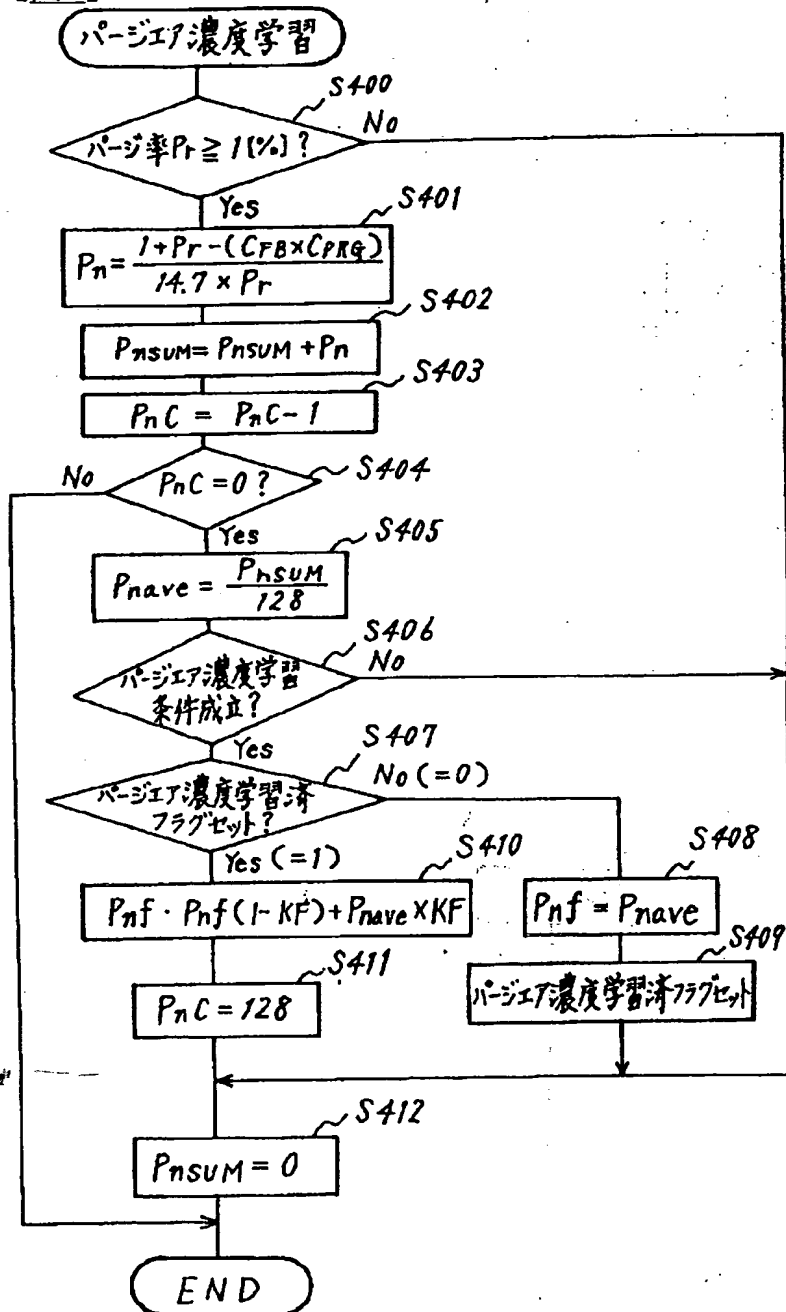 パージエア濃度学習
S400
パージ率Pr≧1[%]?
No
Yes
S401
Pn=
1+Pr-(CFB×CPRG)
14.7×Pr
S402
PnSUM=PnSUM+Pn
S403
PnC=PnC-1
S404
PnC=0?
No
Yes
S405
Pnave=
PnSUM
128
S406
パージエア濃度学習
条件成立?
No
Yes
S407
パージエア濃度学習済
フラグセット?
No(=0)
Yes(=1)
S410
Pnf・Pnf(1-KF)+Pnave×KF
S408
Pnf=Pnave
S409
パージエア濃度学習済フラグセット
S411
PnC=128
S412
PnSUM=0
END